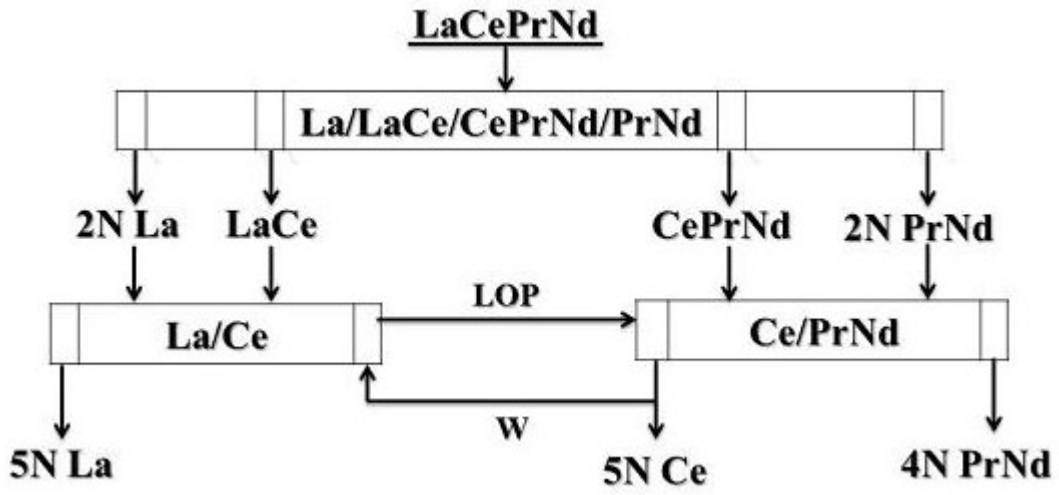 LaCePrNd
La/LaCe/CePrNd/PrNd
2N La
LaCe
CePrNd
2N PrNd
LOP
La/Ce
Ce/PrNd
W
5N La
5N Ce
4N PrNd